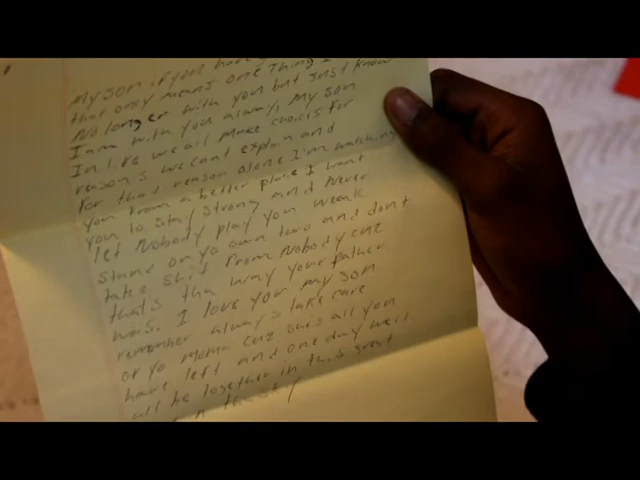 My son if you have
that only means one thing I
No longer with you but just know
I am with you always my son
In life we all make choices for
reasons we cant explain and
for that reason alone I'm watching
you from a better place I want
you to stay strong and Never
let Nobody play you weak
stand on yo own two and dont
take shit from Nobody cuz
thats tha way your father
was. I love you my son
remember always take care
of yo moma cuz she's all you
have left and one day we'll
all be together in this great